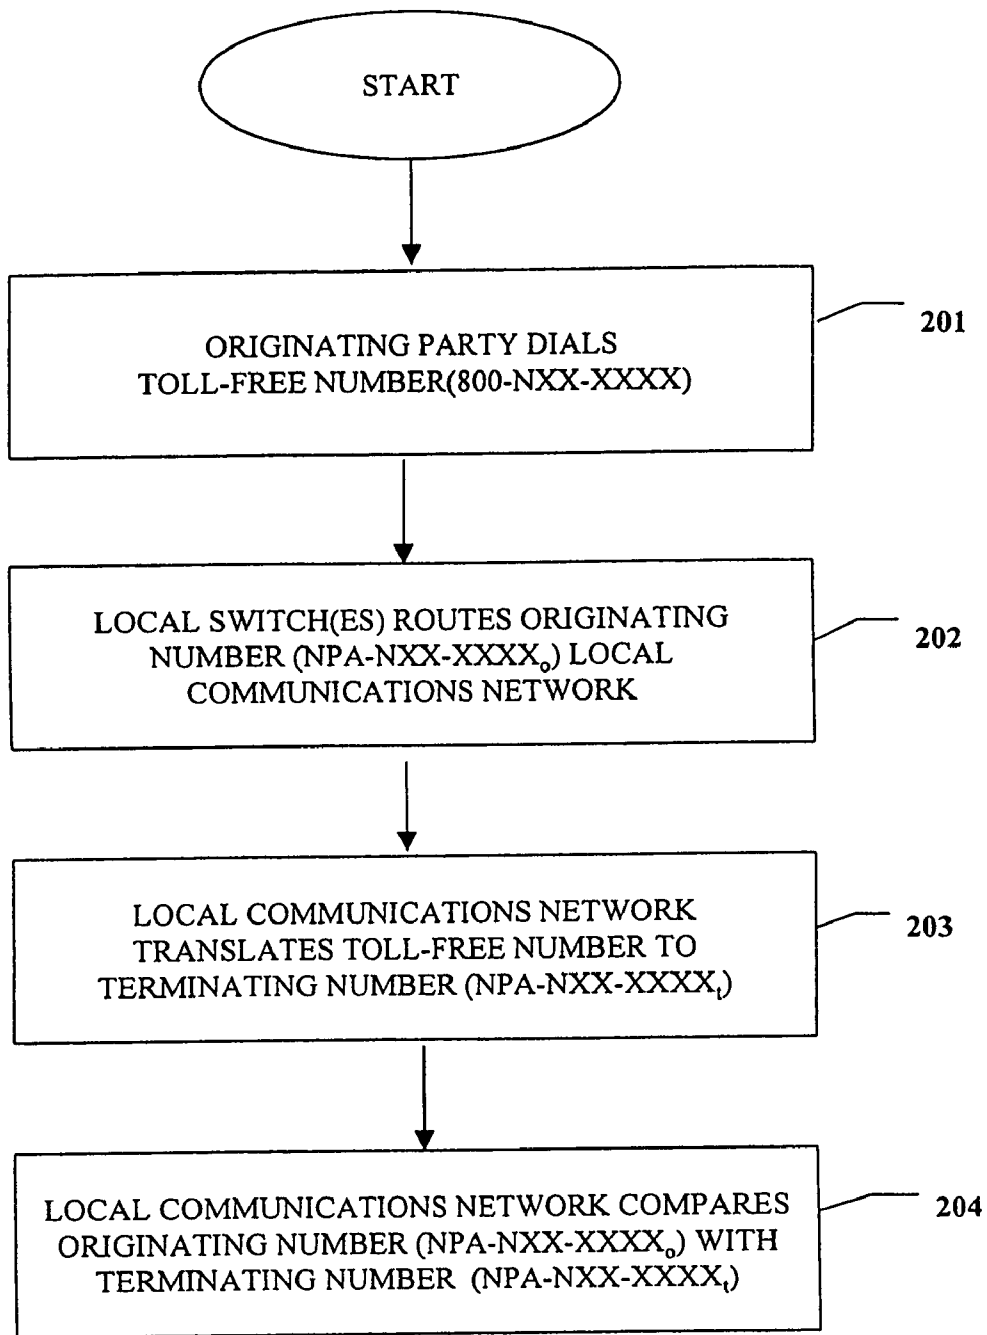 START
ORIGINATING PARTY DIALS
TOLL-FREE NUMBER(800-NXX-XXXX)
201
LOCAL SWITCH(ES) ROUTES ORIGINATING
NUMBER (NPA-NXX-XXXXₒ) LOCAL
COMMUNICATIONS NETWORK
202
LOCAL COMMUNICATIONS NETWORK
TRANSLATES TOLL-FREE NUMBER TO
TERMINATING NUMBER (NPA-NXX-XXXXₜ)
203
LOCAL COMMUNICATIONS NETWORK COMPARES
ORIGINATING NUMBER (NPA-NXX-XXXXₒ) WITH
TERMINATING NUMBER (NPA-NXX-XXXXₜ)
204